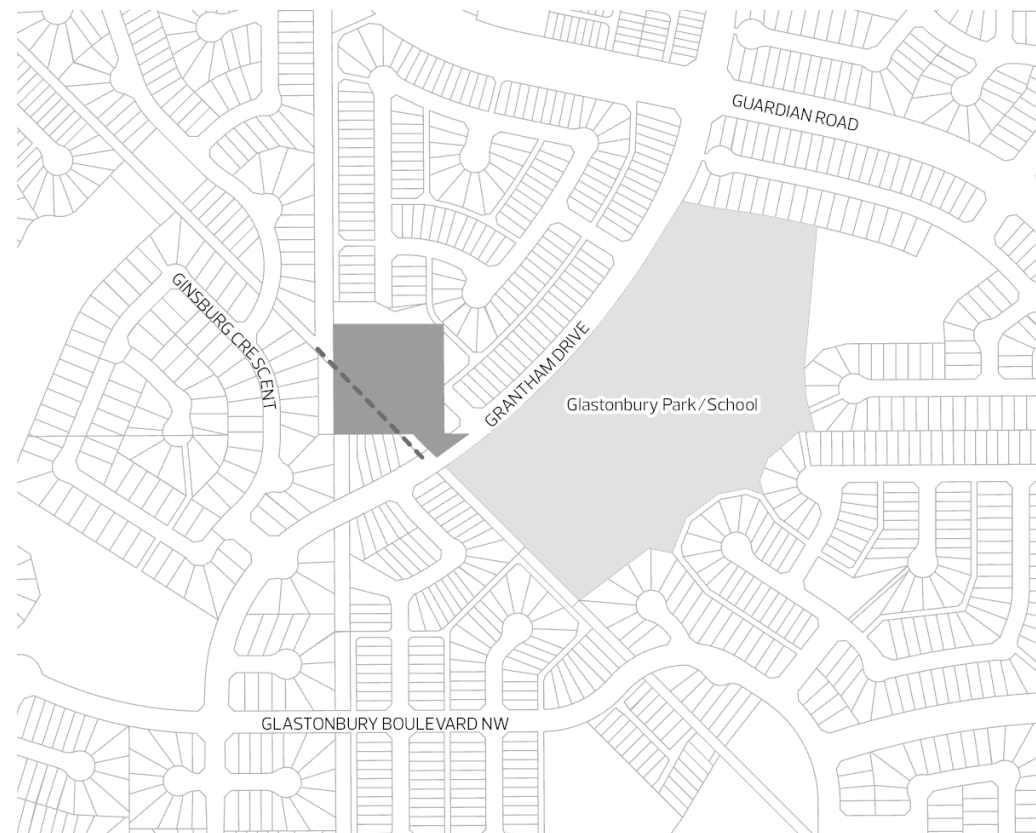 GUARDIAN ROAD
GINSBURG CRESCENT
GRANTHAM DRIVE
Glastonbury Park/School
GLASTONBURY BOULEVARD NW